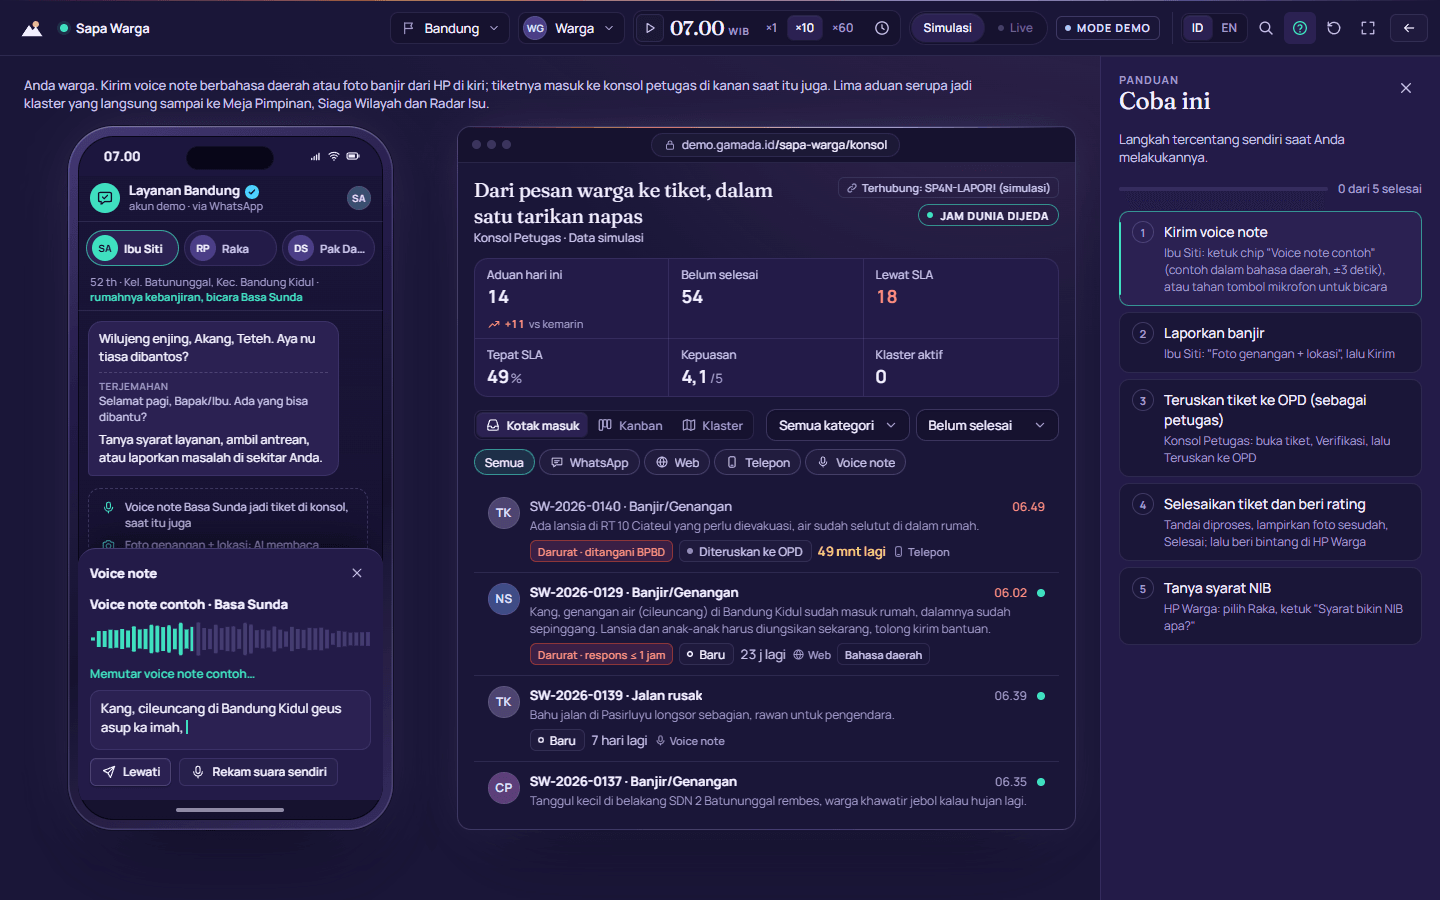 Sapa Warga
Bandung
WG Warga
07.00 WIB
×1 ×10 ×60
Simulasi
Live
MODE DEMO
ID EN
Anda warga. Kirim voice note berbahasa daerah atau foto banjir dari HP di kiri; tiketnya masuk ke konsol petugas di kanan saat itu juga. Lima aduan serupa jadi
klaster yang langsung sampai ke Meja Pimpinan, Siaga Wilayah dan Radar Isu.
07.00
Layanan Bandung
akun demo · via WhatsApp
SA
SA Ibu Siti
RP Raka
DS Pak Da...
52 th · Kel. Batununggal, Kec. Bandung Kidul ·
rumahnya kebanjiran, bicara Basa Sunda
Wilujeng enjing, Akang, Teteh. Aya nu
tiasa dibantos?
TERJEMAHAN
Selamat pagi, Bapak/Ibu. Ada yang bisa
dibantu?
Tanya syarat layanan, ambil antrean,
atau laporkan masalah di sekitar Anda.
Voice note Basa Sunda jadi tiket di konsol,
saat itu juga
Foto genangan + lokasi: AI membaca
Voice note
Voice note contoh · Basa Sunda
Memutar voice note contoh...
Kang, cileuncang di Bandung Kidul geus
asup ka imah,
Lewati
Rekam suara sendiri
demo.gamada.id/sapa-warga/konsol
Dari pesan warga ke tiket, dalam
satu tarikan napas
Konsol Petugas · Data simulasi
Terhubung: SP4N-LAPOR! (simulasi)
JAM DUNIA DIJEDA
Aduan hari ini
14
+11 vs kemarin
Belum selesai
54
Lewat SLA
18
Tepat SLA
49%
Kepuasan
4,1 /5
Klaster aktif
0
Kotak masuk
Kanban
Klaster
Semua kategori
Belum selesai
Semua
WhatsApp
Web
Telepon
Voice note
TK
SW-2026-0140 · Banjir/Genangan
06.49
Ada lansia di RT 10 Ciateul yang perlu dievakuasi, air sudah selutut di dalam rumah.
Darurat · ditangani BPBD
Diteruskan ke OPD
49 mnt lagi
Telepon
NS
SW-2026-0129 · Banjir/Genangan
06.02
Kang, genangan air (cileuncang) di Bandung Kidul sudah masuk rumah, dalamnya sudah
sepinggang. Lansia dan anak-anak harus diungsikan sekarang, tolong kirim bantuan.
Darurat · respons ≤ 1 jam
Baru
23 j lagi
Web
Bahasa daerah
TK
SW-2026-0139 · Jalan rusak
06.39
Bahu jalan di Pasirluyu longsor sebagian, rawan untuk pengendara.
Baru
7 hari lagi
Voice note
CP
SW-2026-0137 · Banjir/Genangan
06.35
Tanggul kecil di belakang SDN 2 Batununggal rembes, warga khawatir jebol kalau hujan lagi.
PANDUAN
Coba ini
Langkah tercentang sendiri saat Anda
melakukannya.
0 dari 5 selesai
1
Kirim voice note
Ibu Siti: ketuk chip “Voice note contoh”
(contoh dalam bahasa daerah, ±3 detik),
atau tahan tombol mikrofon untuk bicara
2
Laporkan banjir
Ibu Siti: “Foto genangan + lokasi”, lalu Kirim
3
Teruskan tiket ke OPD (sebagai
petugas)
Konsol Petugas: buka tiket, Verifikasi, lalu
Teruskan ke OPD
4
Selesaikan tiket dan beri rating
Tandai diproses, lampirkan foto sesudah,
Selesai; lalu beri bintang di HP Warga
5
Tanya syarat NIB
HP Warga: pilih Raka, ketuk “Syarat bikin NIB
apa?”